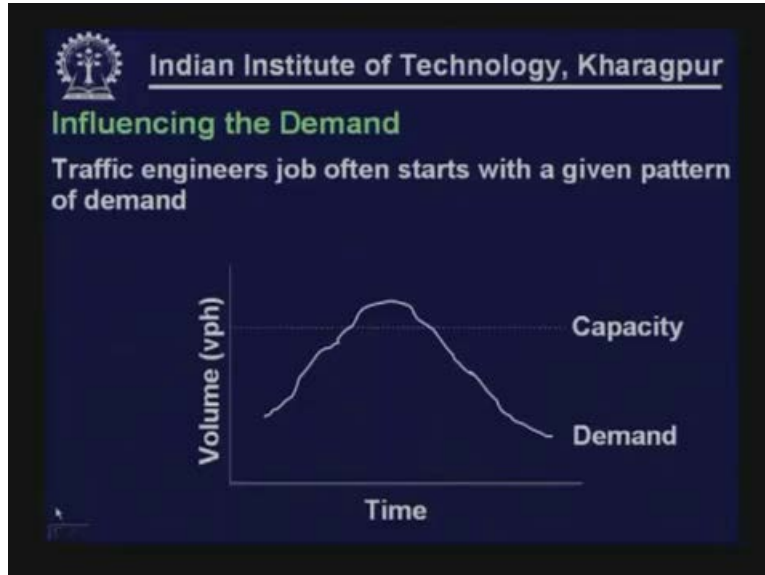 Indian Institute of Technology, Kharagpur
Influencing the Demand
Traffic engineers job often starts with a given pattern
of demand
Volume (vph)
Capacity
Demand
Time